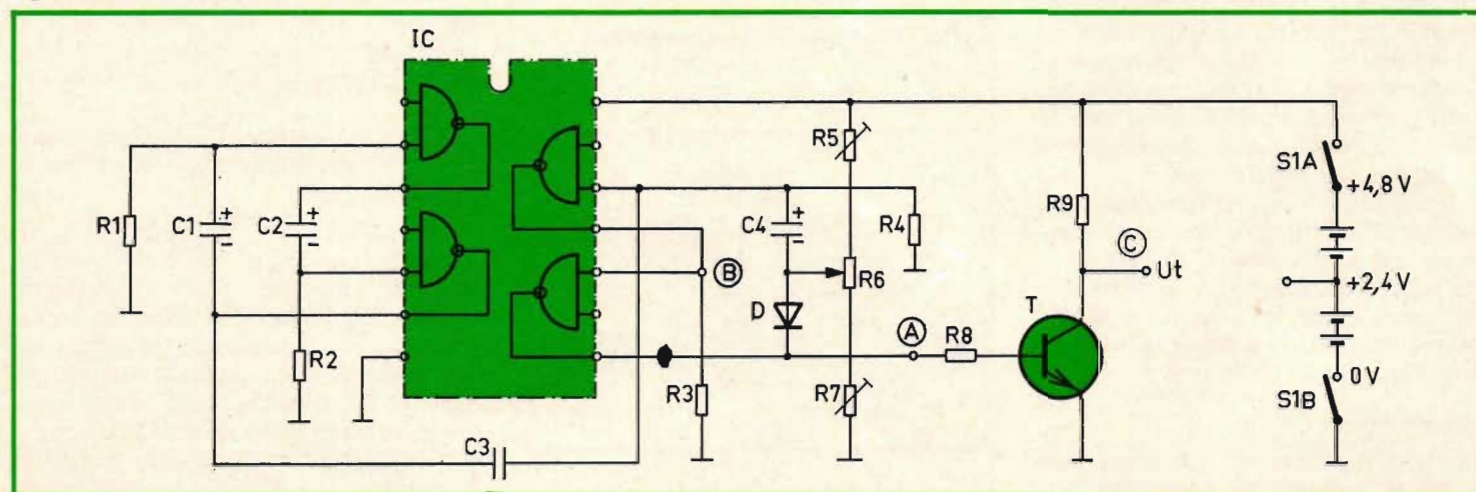 IC
R1
C1
+
-
C2
+
-
R2
C3
R3
B
C4
+
-
D
R5
R6
R7
R4
A
R8
T
R9
C
Ut
S1A
+4,8 V
+2,4 V
0V
S1B